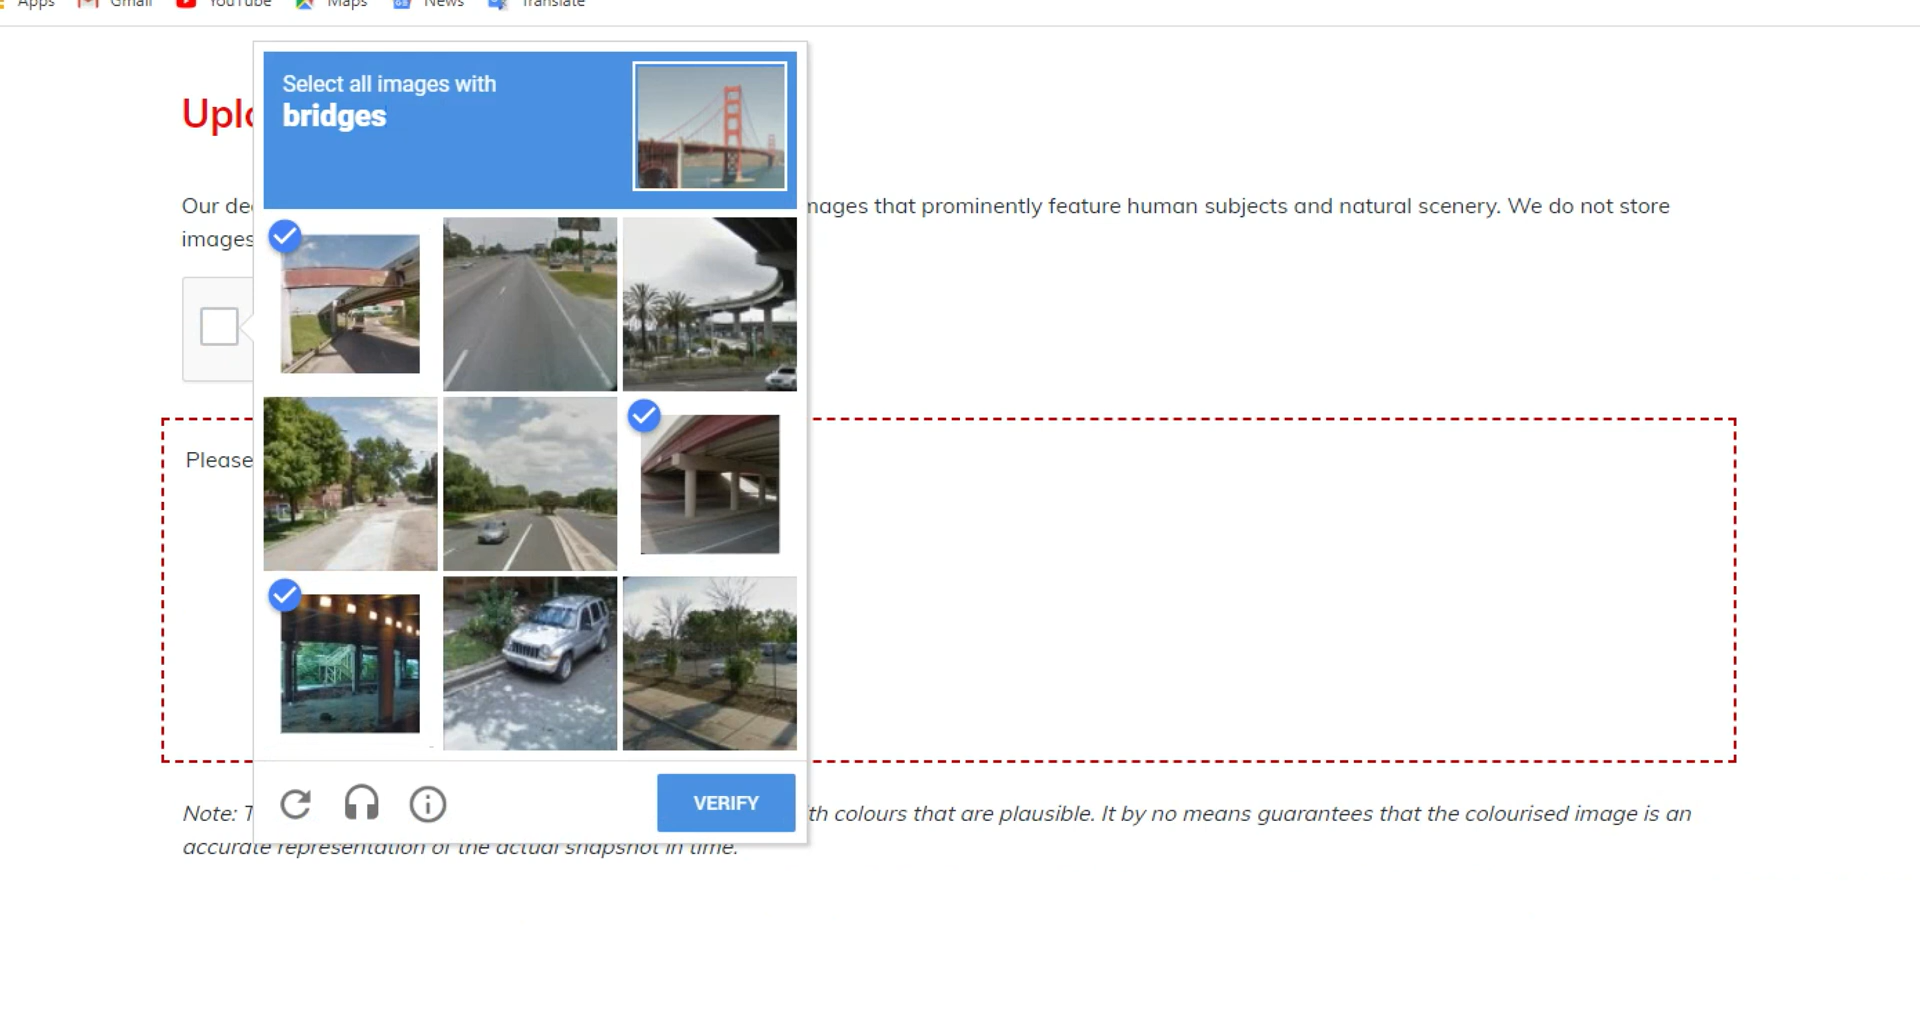 Apps Gmail YouTube Maps News Translate
Select all images with
bridges
Uplo
Our de
mages that prominently feature human subjects and natural scenery. We do not store
images
Please
VERIFY
Note: T
th colours that are plausible. It by no means guarantees that the colourised image is an
accurate representation of the actual snapshot in time.